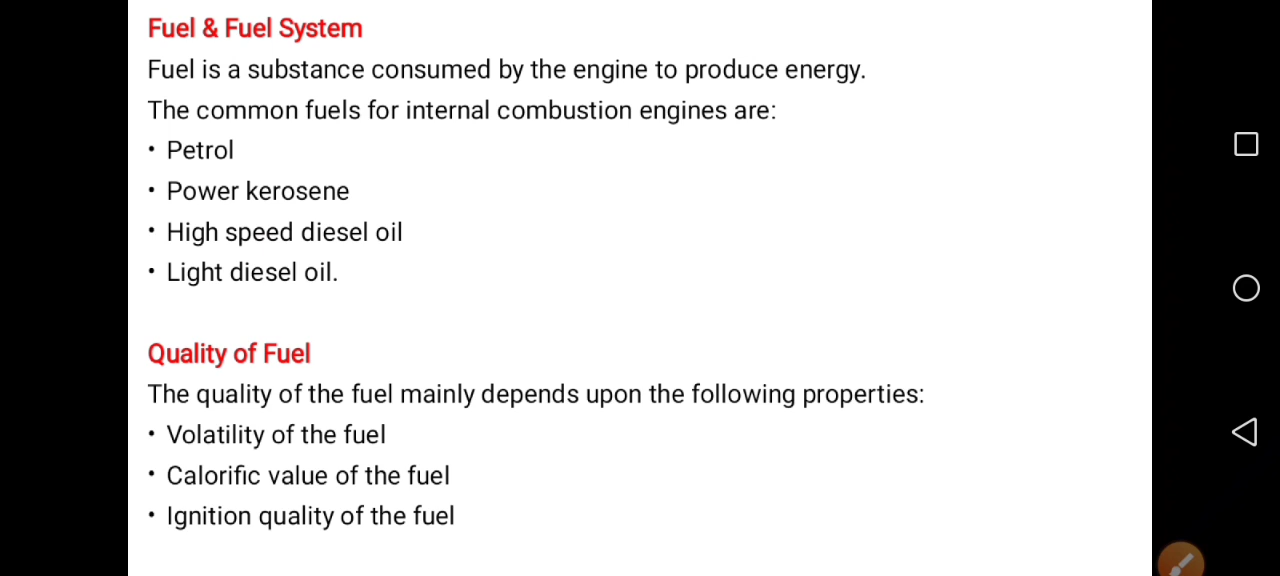 Fuel & Fuel System
Fuel is a substance consumed by the engine to produce energy.
The common fuels for internal combustion engines are:
• Petrol
• Power kerosene
• High speed diesel oil
• Light diesel oil.
Quality of Fuel
The quality of the fuel mainly depends upon the following properties:
• Volatility of the fuel
• Calorific value of the fuel
• Ignition quality of the fuel